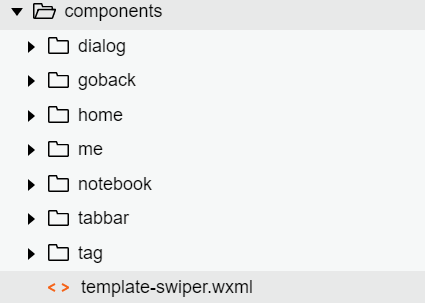 components
dialog
goback
home
me
notebook
tabbar
tag
template-swiper.wxml